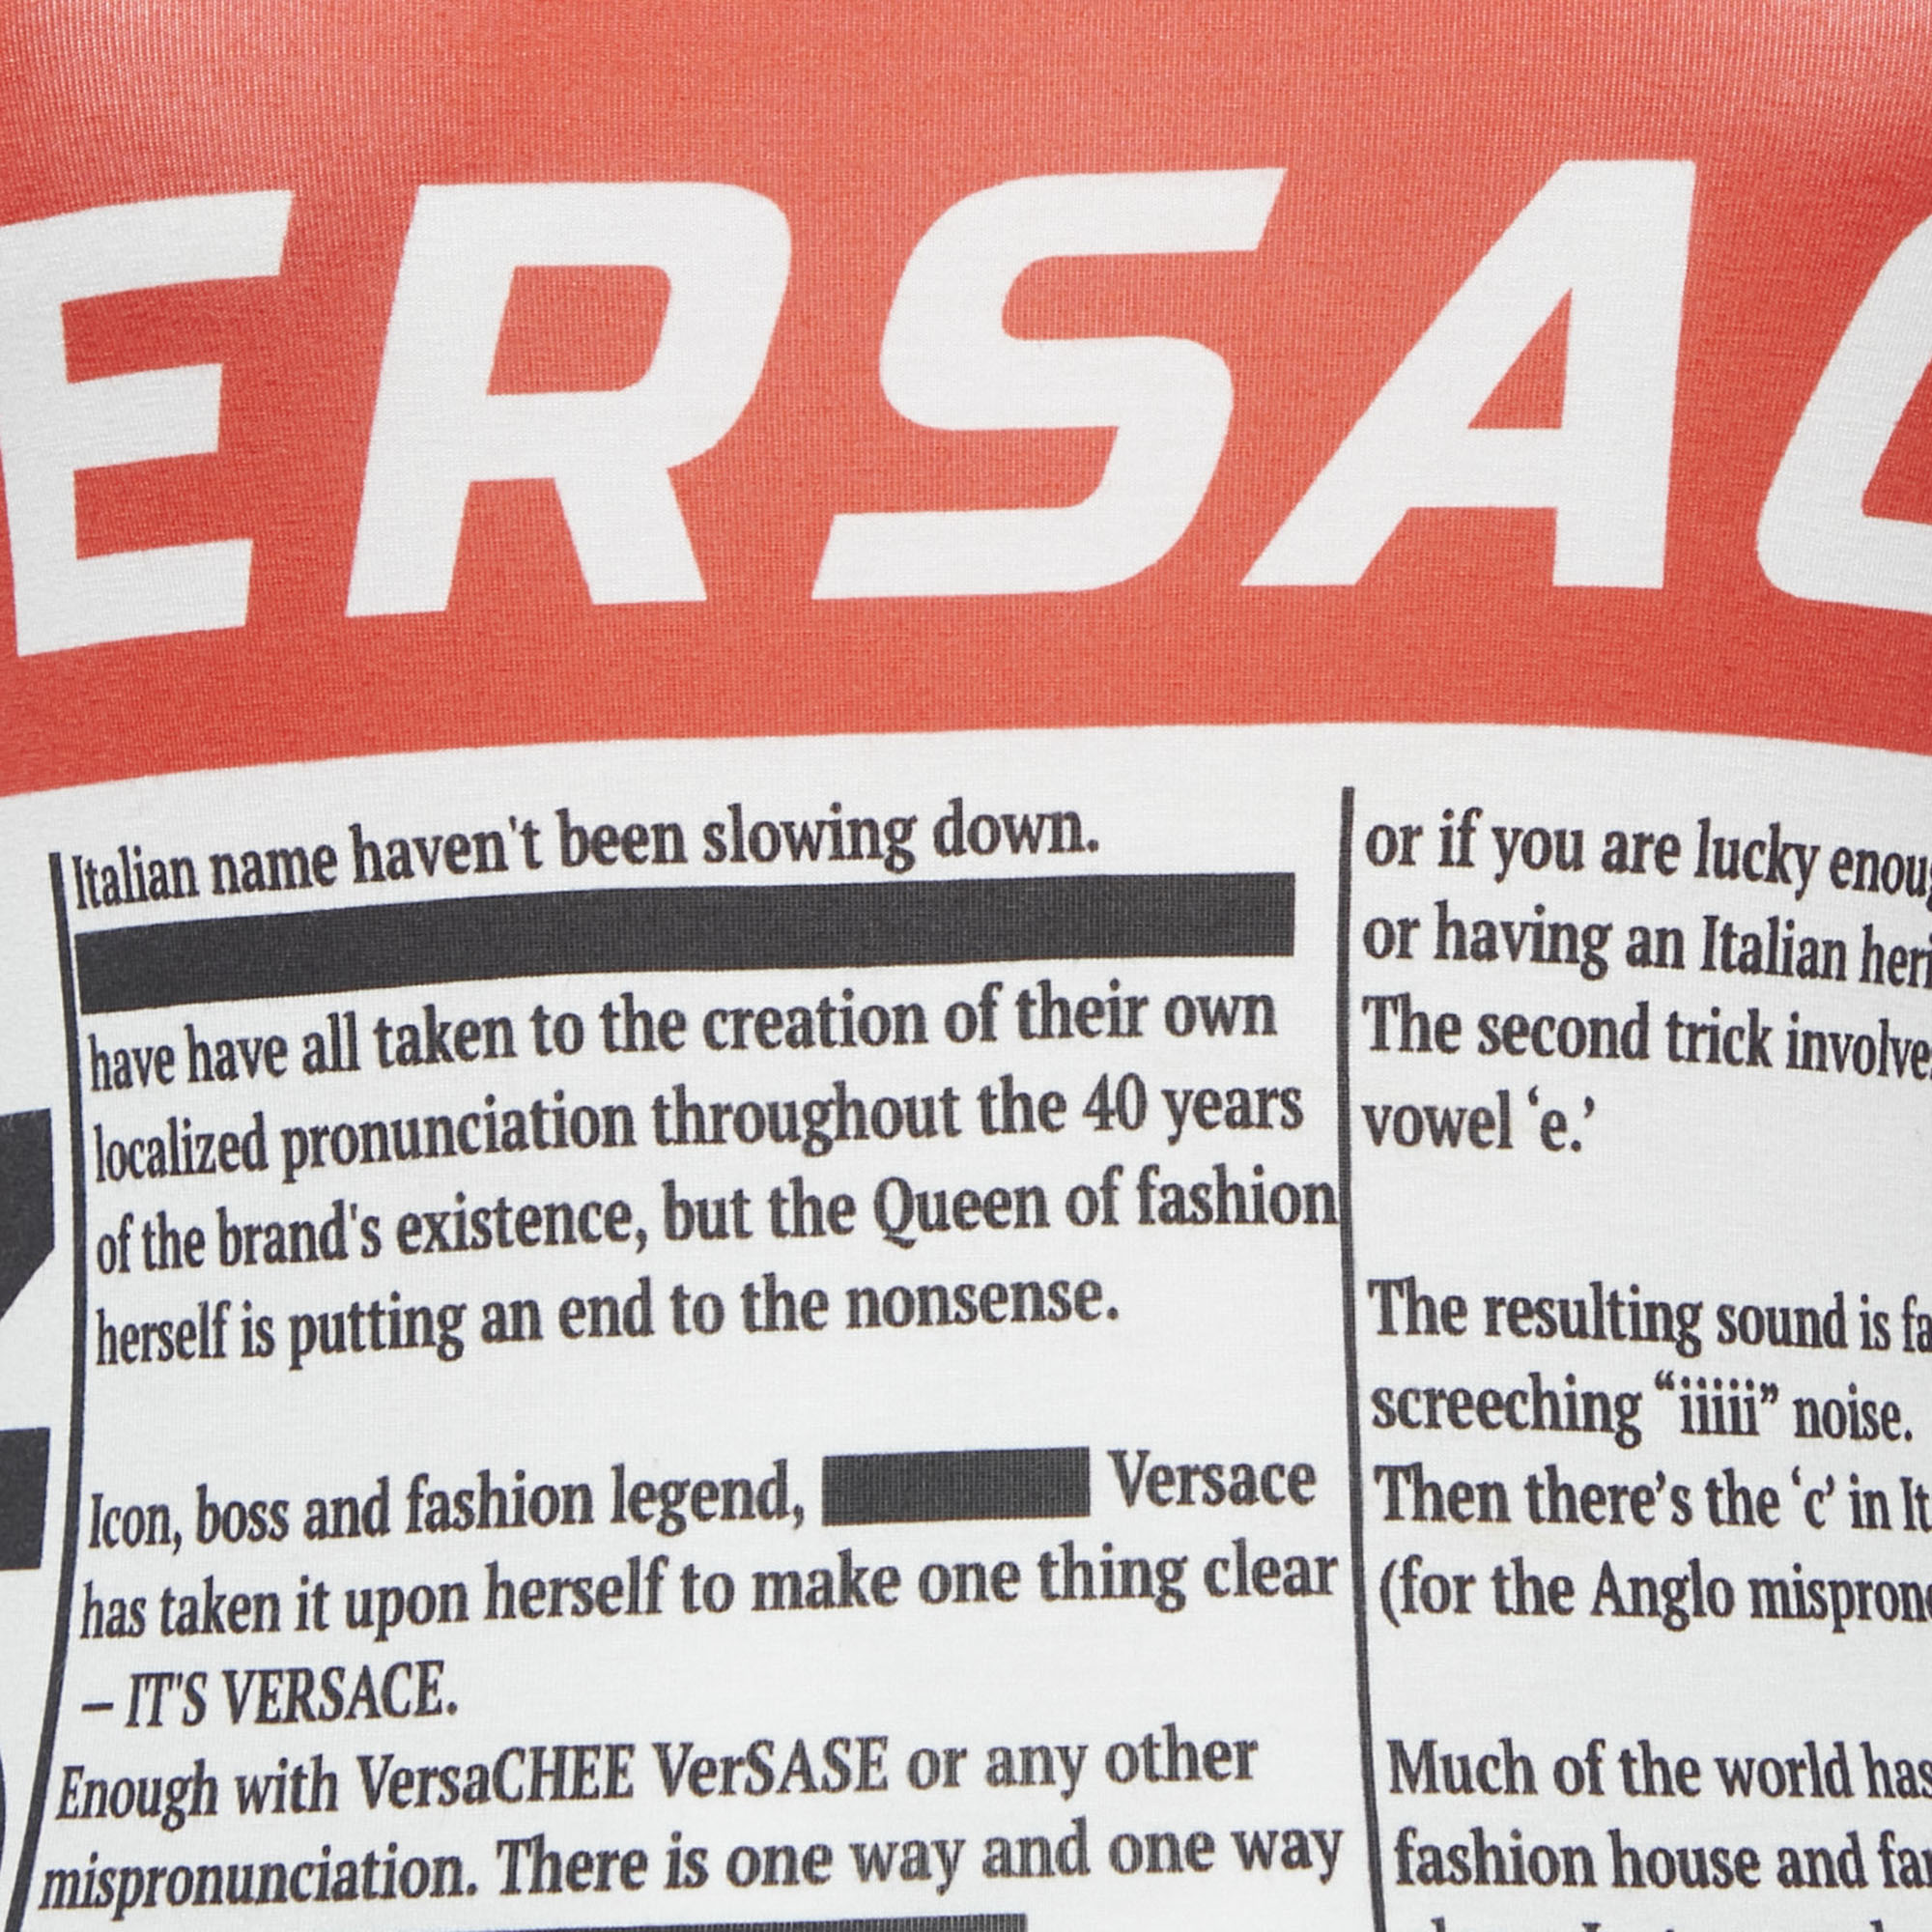 ERSAC
Italian name haven't been slowing down.
have have all taken to the creation of their own
localized pronunciation throughout the 40 years
of the brand's existence, but the Queen of fashion
herself is putting an end to the nonsense.
Icon, boss and fashion legend, Versace
has taken it upon herself to make one thing clear
– IT'S VERSACE.
Enough with VersaCHEE VerSASE or any other
mispronunciation. There is one way and one way
or if you are lucky
or having an Italian
The second trick
vowel ‘e.’
The resulting sound is
screeching “iiiii” noise.
Then there’s the ‘c’ in
(for the Anglo
Much of the world has
fashion house and